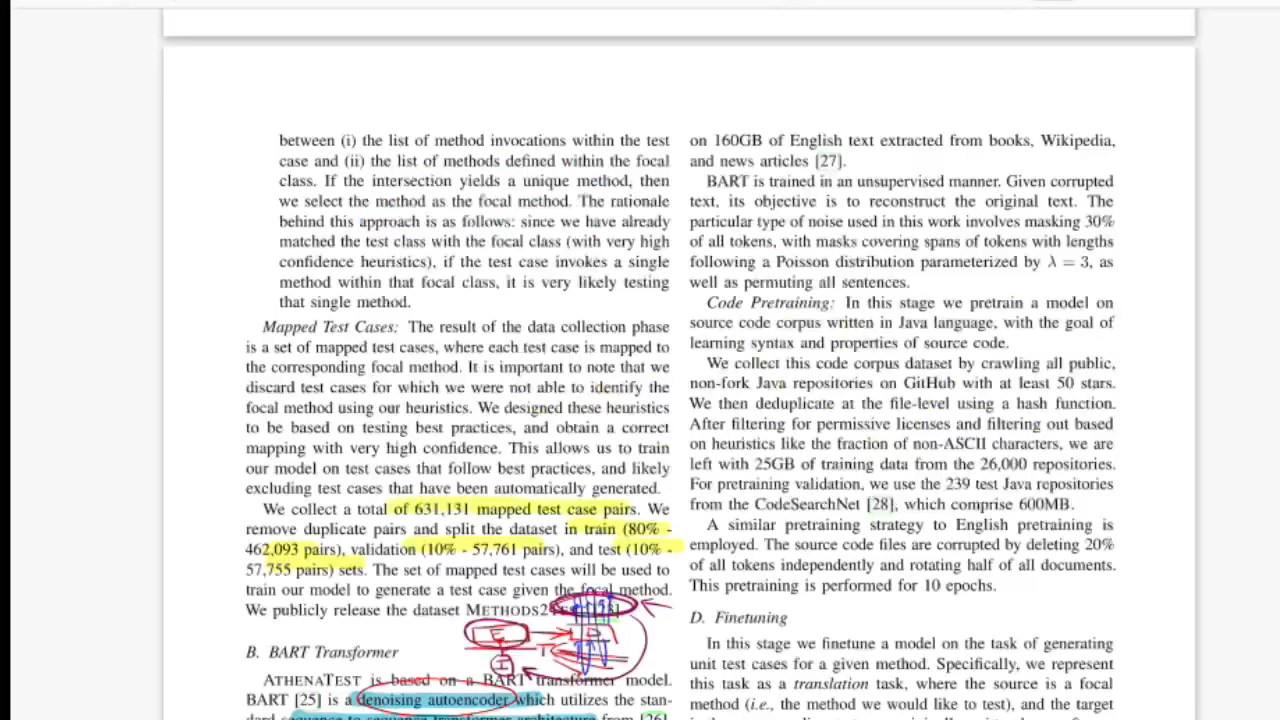 between (i) the list of method invocations within the test
case and (ii) the list of methods defined within the focal
class. If the intersection yields a unique method, then
we select the method as the focal method. The rationale
behind this approach is as follows: since we have already
matched the test class with the focal class (with very high
confidence heuristics), if the test case invokes a single
method within that focal class, it is very likely testing
that single method.
Mapped Test Cases: The result of the data collection phase
is a set of mapped test cases, where each test case is mapped to
the corresponding focal method. It is important to note that we
discard test cases for which we were not able to identify the
focal method using our heuristics. We designed these heuristics
to be based on testing best practices, and obtain a correct
mapping with very high confidence. This allows us to train
our model on test cases that follow best practices, and likely
excluding test cases that have been automatically generated.
We collect a total of 631,131 mapped test case pairs. We
remove duplicate pairs and split the dataset in train (80% -
462,093 pairs), validation (10% - 57,761 pairs), and test (10% -
57,755 pairs) sets. The set of mapped test cases will be used to
train our model to generate a test case given the focal method.
We publicly release the dataset
E
I
B. BART Transformer
ATHENATEST is based on a BART transformer model.
BART [25] is a denoising autoencoder which utilizes the stan-
dard sequence to sequence transformer architecture from [26],
on 160GB of English text extracted from books, Wikipedia,
and news articles [27].
BART is trained in an unsupervised manner. Given corrupted
text, its objective is to reconstruct the original text. The
particular type of noise used in this work involves masking 30%
of all tokens, with masks covering spans of tokens with lengths
following a Poisson distribution parameterized by λ = 3, as
well as permuting all sentences.
Code Pretraining: In this stage we pretrain a model on
source code corpus written in Java language, with the goal of
learning syntax and properties of source code.
We collect this code corpus dataset by crawling all public,
non-fork Java repositories on GitHub with at least 50 stars.
We then deduplicate at the file-level using a hash function.
After filtering for permissive licenses and filtering out based
on heuristics like the fraction of non-ASCII characters, we are
left with 25GB of training data from the 26,000 repositories.
For pretraining validation, we use the 239 test Java repositories
from the CodeSearchNet [28], which comprise 600MB.
A similar pretraining strategy to English pretraining is
employed. The source code files are corrupted by deleting 20%
of all tokens independently and rotating half of all documents.
This pretraining is performed for 10 epochs.
D. Finetuning
In this stage we finetune a model on the task of generating
unit test cases for a given method. Specifically, we represent
this task as a translation task, where the source is a focal
method (i.e., the method we would like to test), and the target